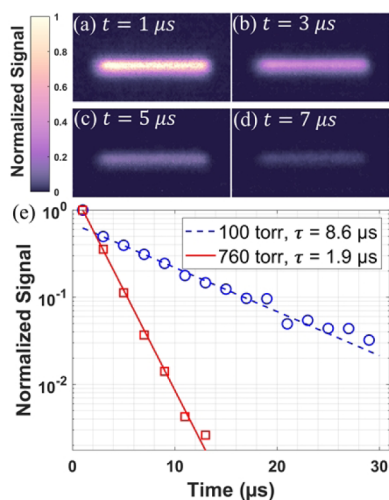 Normalized Signal
1
0.8
0.6
0.4
0.2
0
(a) t = 1 μs
(b) t = 3 μs
(c) t = 5 μs
(d) t = 7 μs
(e)
Normalized Signal
10^0
10^-1
10^-2
100 torr, τ = 8.6 μs
760 torr, τ = 1.9 μs
0 10 20 30
Time (μs)